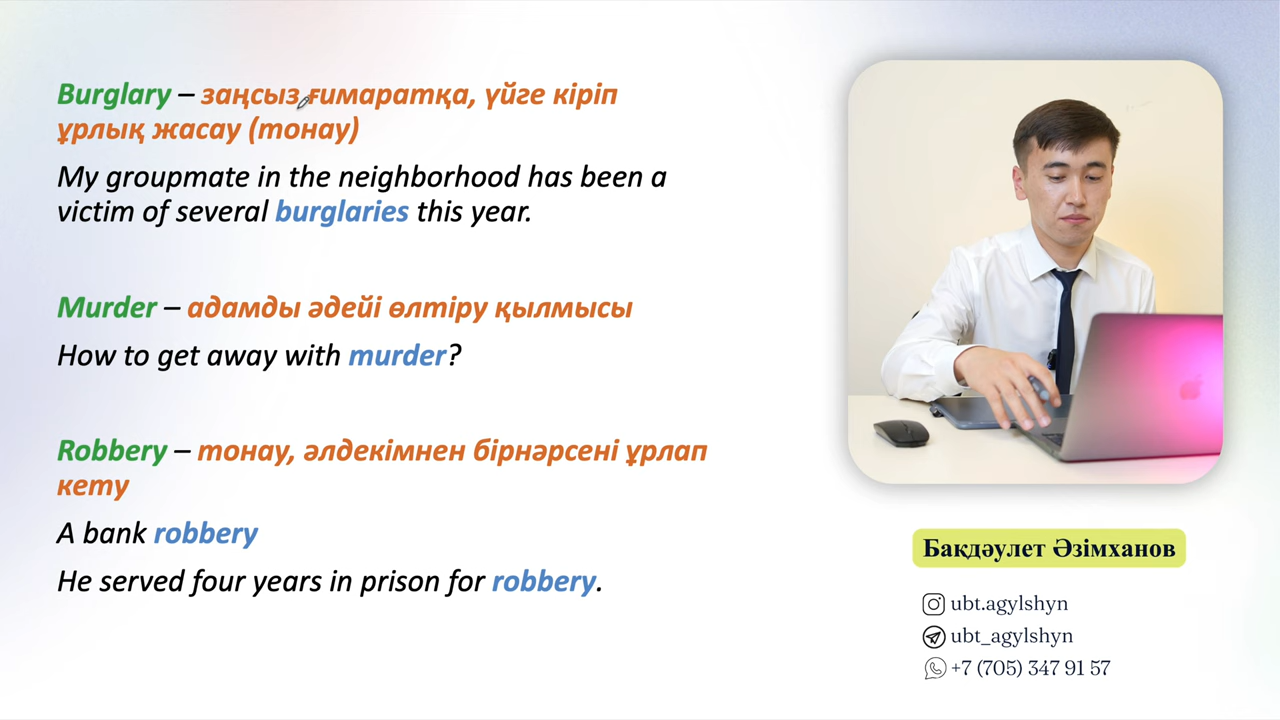 Burglary – заңсыз ғимаратқа, үйге кіріп
ұрлық жасау (тонау)
My groupmate in the neighborhood has been a
victim of several burglaries this year.
Murder – адамды әдейі өлтіру қылмысы
How to get away with murder?
Robbery – тонау, әлдекімнен бірнәрсені ұрлап
кету
A bank robbery
He served four years in prison for robbery.
Бақдәулет Әзімханов
ubt.agylshyn
ubt_agylshyn
+7 (705) 347 91 57